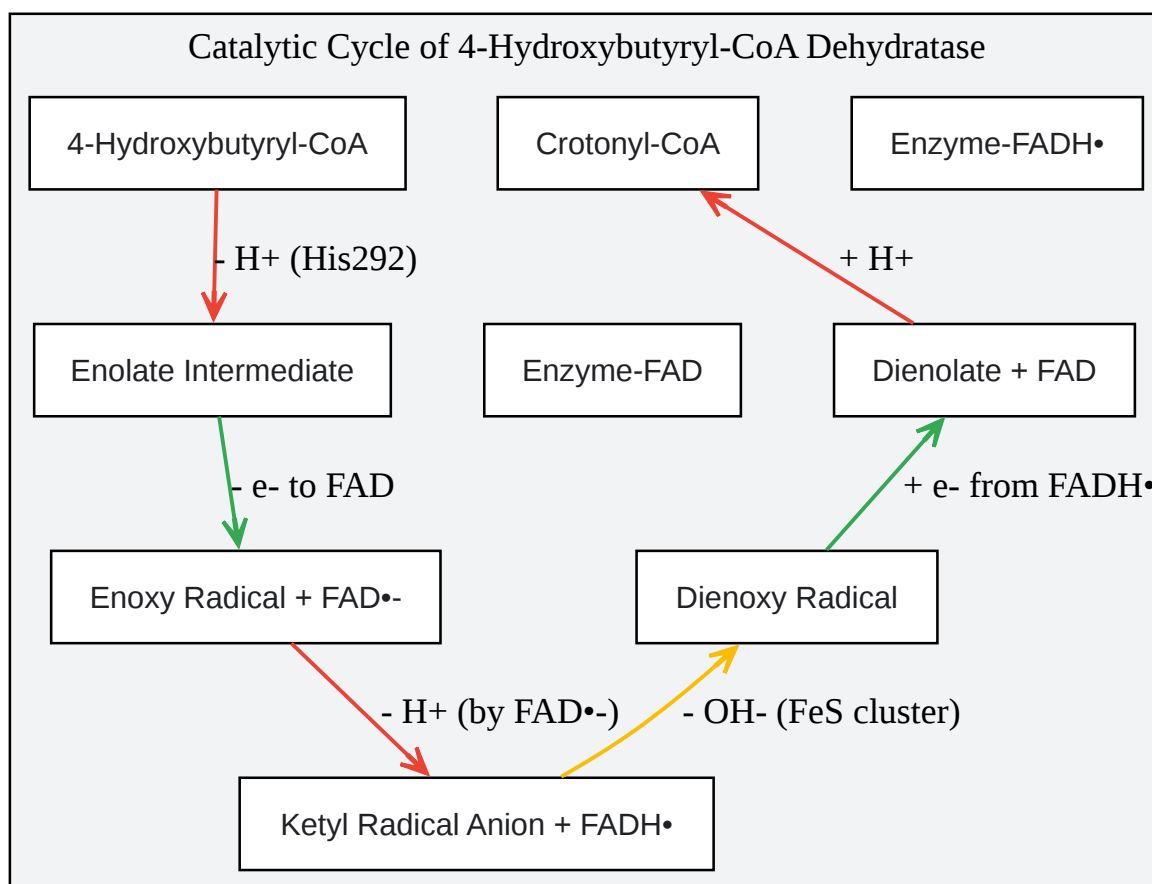 Catalytic Cycle of 4-Hydroxybutyryl-CoA Dehydratase
4-Hydroxybutyryl-CoA
Crotonyl-CoA
Enzyme-FADH•
- H+ (His292)
+ H+
Enolate Intermediate
Enzyme-FAD
Dienolate + FAD
- e- to FAD
+ e- from FADH•
Enoxy Radical + FAD•-
Dienoxy Radical
- H+ (by FAD•-)
- OH- (FeS cluster)
Ketyl Radical Anion + FADH•